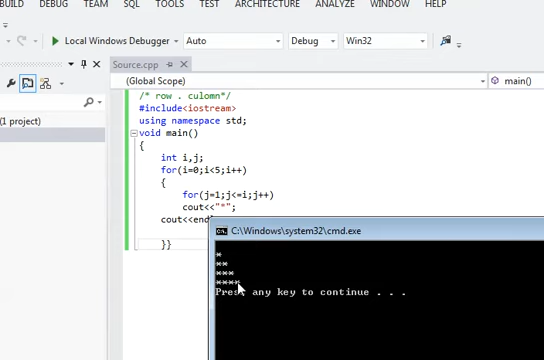 BUILD DEBUG TEAM SQL TOOLS TEST ARCHITECTURE ANALYZE WINDOW HELP
Local Windows Debugger Auto Debug Win32
Source.cpp
(Global Scope) main()
/* row . culomn*/
#include<iostream>
using namespace std;
void main()
{
int i,j;
for(i=0;i<5;i++)
(1 project)
{
for(j=1;j<=i;j++)
cout<<"*";
cout<<end
}}
C:\Windows\system32\cmd.exe
*
**
***
****
Press any key to continue . . .